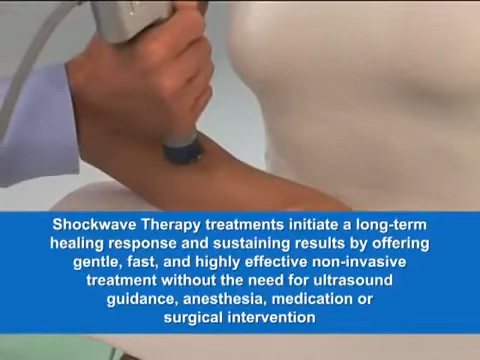 Shockwave Therapy treatments initiate a long-term
healing response and sustaining results by offering
gentle, fast, and highly effective non-invasive
treatment without the need for ultrasound
guidance, anesthesia, medication or
surgical intervention